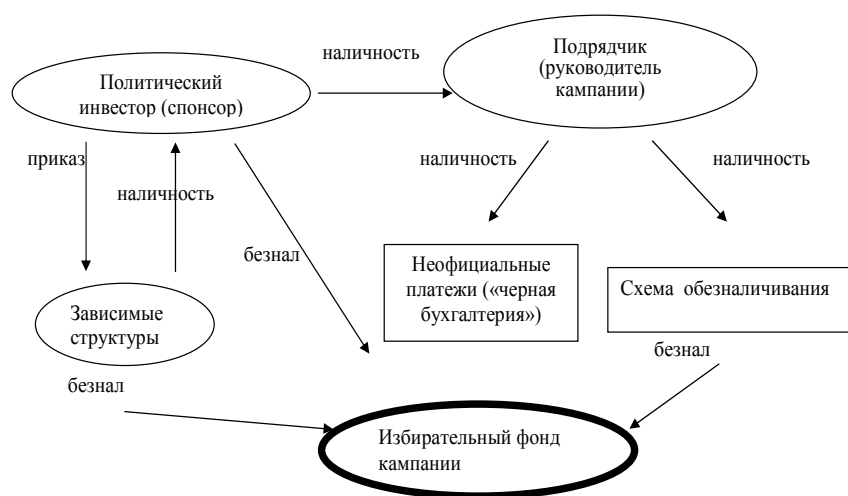 наличность
Подрядчик
(руководитель
кампании)
Политический
инвестор (спонсор)
приказ
наличность
наличность
наличность
безнал
Неофициальные
платежи («черная
бухгалтерия»)
Схема обезналичивания
Зависимые
структуры
безнал
безнал
Избирательный фонд
кампании